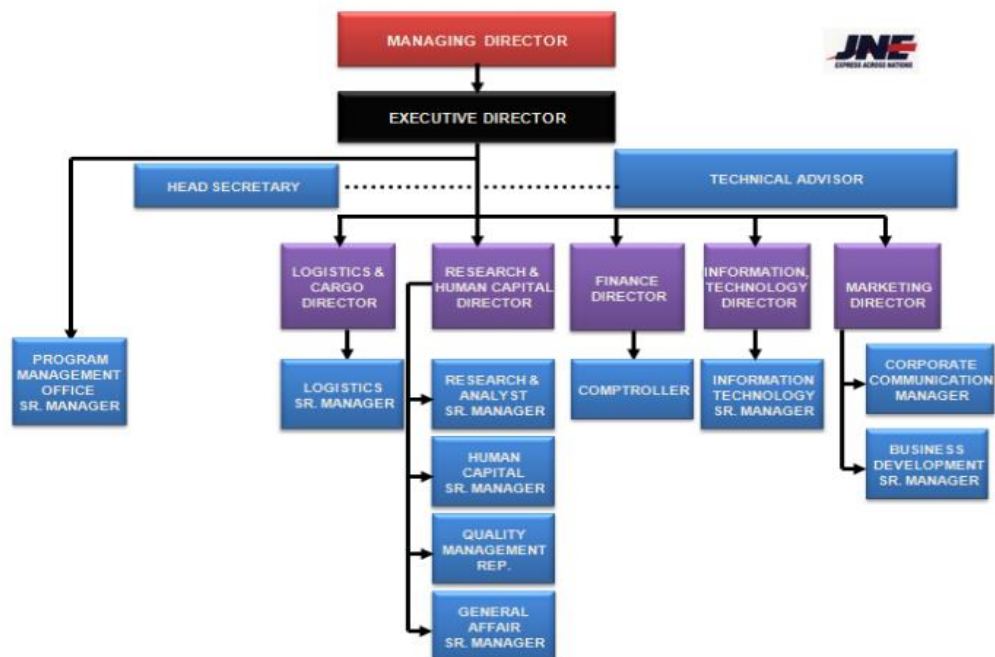 MANAGING DIRECTOR
JNE
EXPRESS ACROSS NATIONS
EXECUTIVE DIRECTOR
HEAD SECRETARY
TECHNICAL ADVISOR
LOGISTICS &
CARGO
DIRECTOR
RESEARCH &
HUMAN CAPITAL
DIRECTOR
FINANCE
DIRECTOR
INFORMATION,
TECHNOLOGY
DIRECTOR
MARKETING
DIRECTOR
PROGRAM
MANAGEMENT
OFFICE
SR. MANAGER
LOGISTICS
SR. MANAGER
RESEARCH &
ANALYST
SR. MANAGER
COMPTROLLER
INFORMATION
TECHNOLOGY
SR. MANAGER
CORPORATE
COMMUNICATION
MANAGER
HUMAN
CAPITAL
SR. MANAGER
BUSINESS
DEVELOPMENT
SR. MANAGER
QUALITY
MANAGEMENT
REP.
GENERAL
AFFAIR
SR. MANAGER